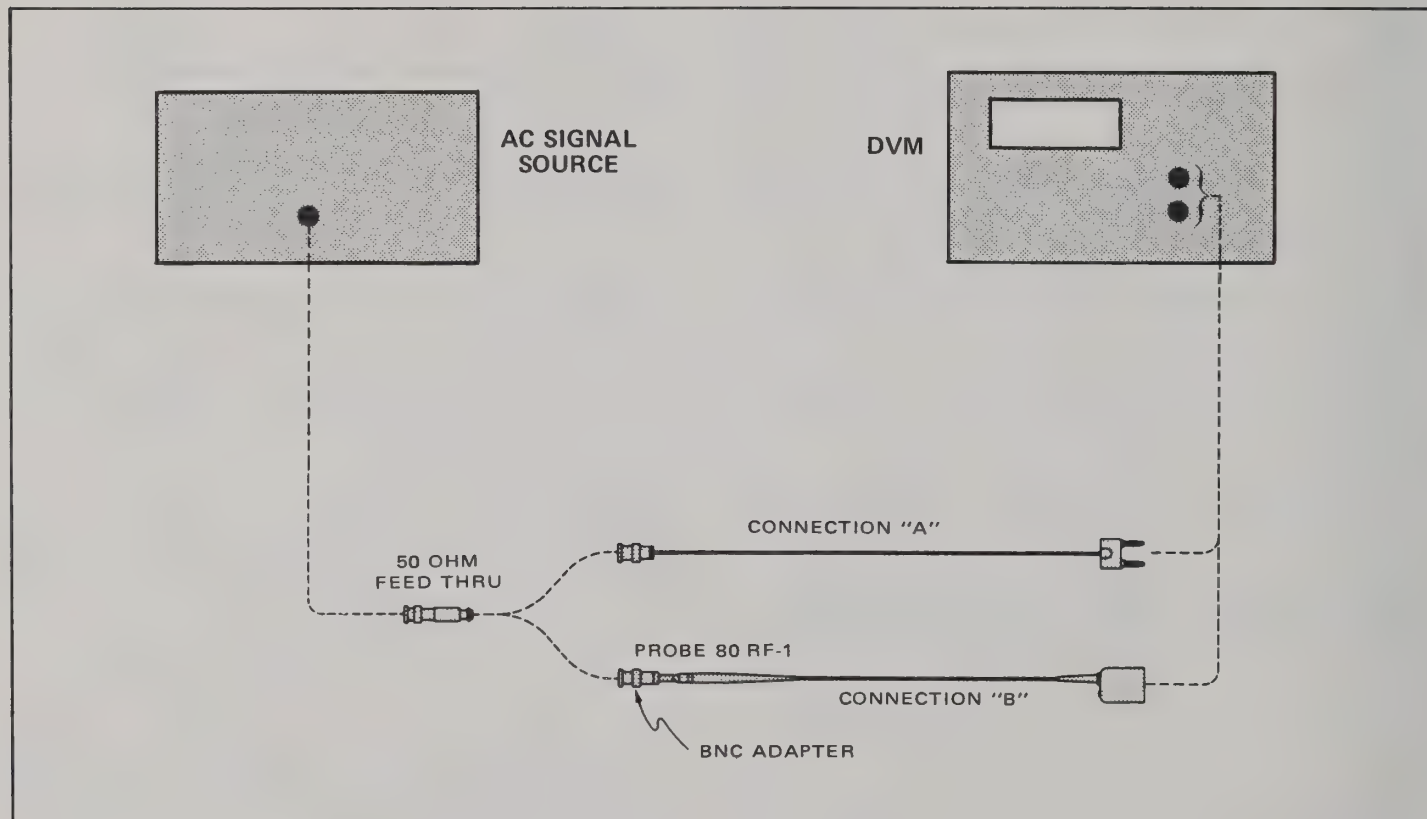 AC SIGNAL
SOURCE
DVM
CONNECTION "A"
50 OHM
FEED THRU
PROBE 80 RF-1
CONNECTION "B"
BNC ADAPTER